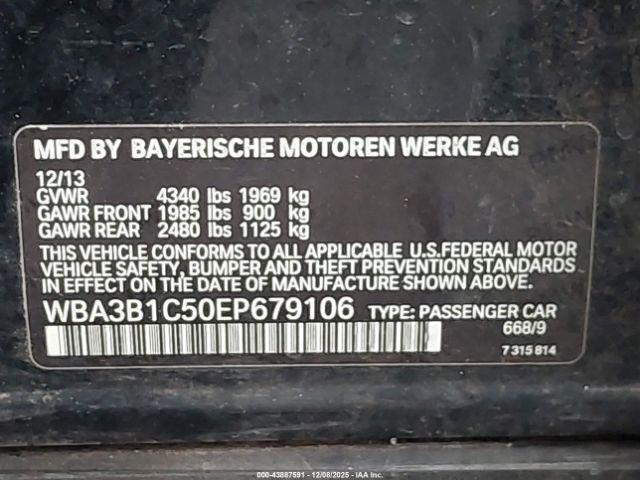 MFD BY BAYERISCHE MOTOREN WERKE AG
12/13
GVWR 4340 lbs 1969 kg
GAWR FRONT 1985 lbs 900 kg
GAWR REAR 2480 lbs 1125 kg
THIS VEHICLE CONFORMS TO ALL APPLICABLE U.S.FEDERAL MOTOR
VEHICLE SAFETY, BUMPER AND THEFT PREVENTION STANDARDS
IN EFFECT ON THE DATE OF MANUFACTURE SHOWN ABOVE.
WBA3B1C50EP679106 TYPE: PASSENGER CAR
668/9
7 315 814
000-43887591 - 12/08/2025 - IAA Inc.